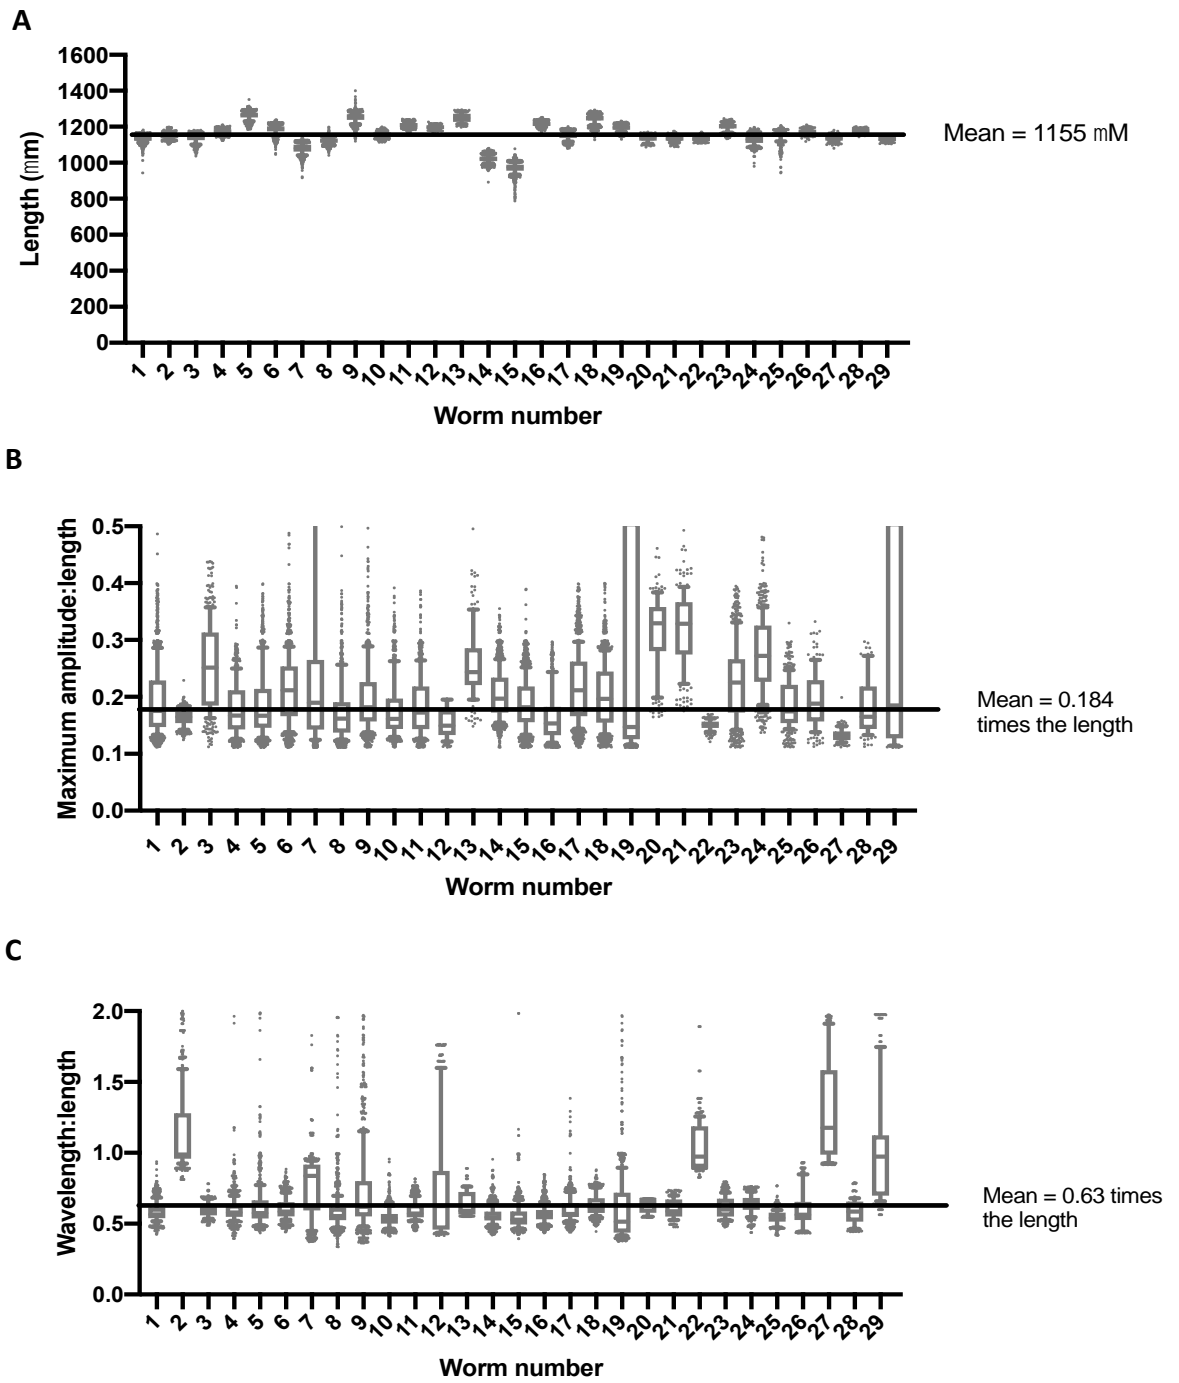 A
1600
1400
1200
1000
800
600
400
200
0
Length (mm)
Mean = 1155 mM
1 2 3 4 5 6 7 8 9 10 11 12 13 14 15 16 17 18 19 20 21 22 23 24 25 26 27 28 29
Worm number
B
0.5
0.4
0.3
0.2
0.1
0.0
Maximum amplitude:length
Mean = 0.184
times the length
1 2 3 4 5 6 7 8 9 10 11 12 13 14 15 16 17 18 19 20 21 22 23 24 25 26 27 28 29
Worm number
C
2.0
1.5
1.0
0.5
0.0
Wavelength:length
Mean = 0.63 times
the length
1 2 3 4 5 6 7 8 9 10 11 12 13 14 15 16 17 18 19 20 21 22 23 24 25 26 27 28 29
Worm number